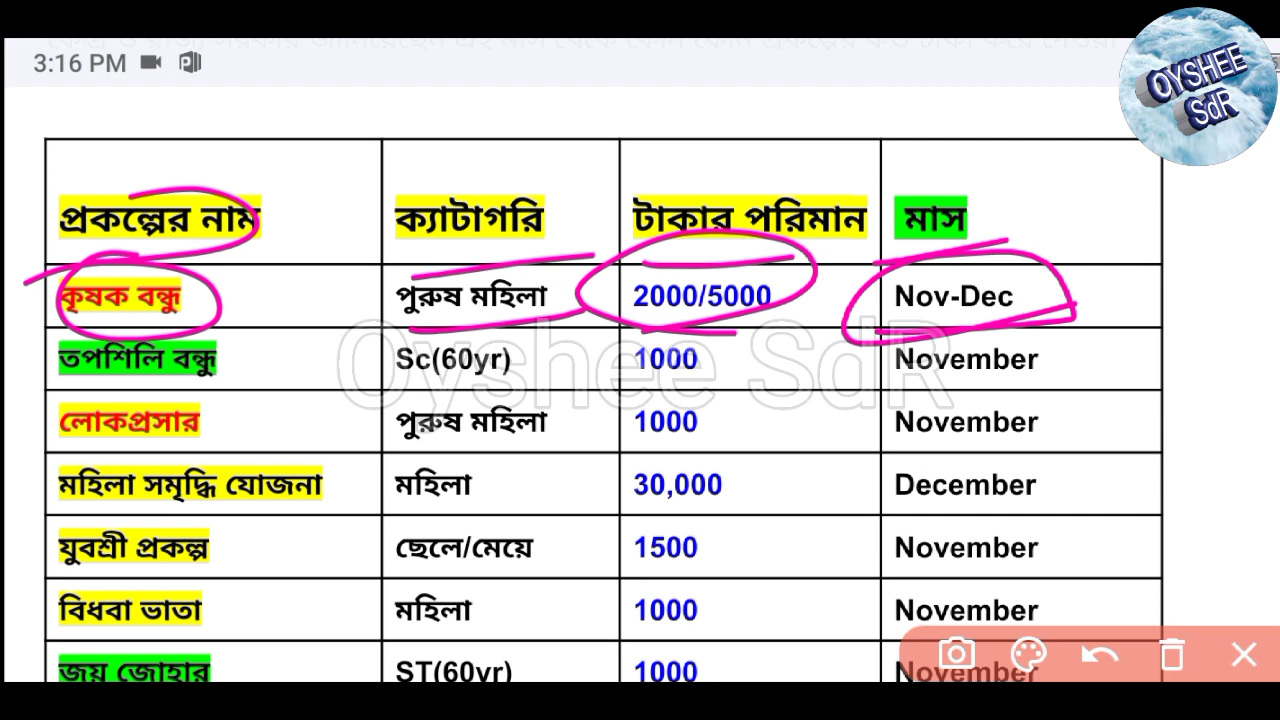 3:16 PM
OYSHEE
SdR
প্রকল্পের নাম ক্যাটাগরি টাকার পরিমান মাস
কৃষক বন্ধু পুরুষ মহিলা 2000/5000 Nov-Dec
তপশিলি বন্ধু Sc(60yr) 1000 November
Oyshee SdR
লোকপ্রসার পুরুষ মহিলা 1000 November
মহিলা সমৃদ্ধি যোজনা মহিলা 30,000 December
যুবশ্রী প্রকল্প ছেলে/মেয়ে 1500 November
বিধবা ভাতা মহিলা 1000 November
জয় জোহার ST(60yr) 1000 November